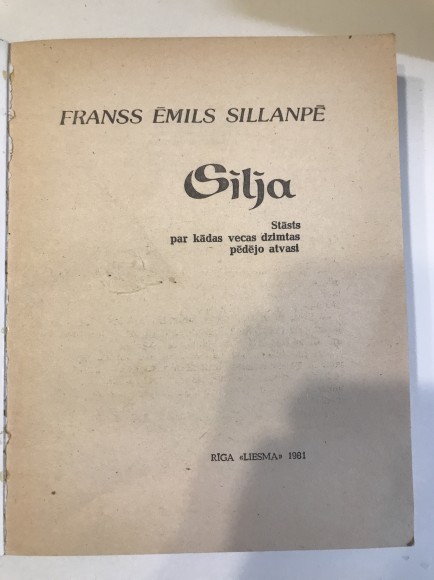 FRANSS ĒMILS SILLANPĒ
Silja
Stāsts
par kādas vecas dzimtas
pēdējo atvasi
RĪGA «LIESMA» 1981